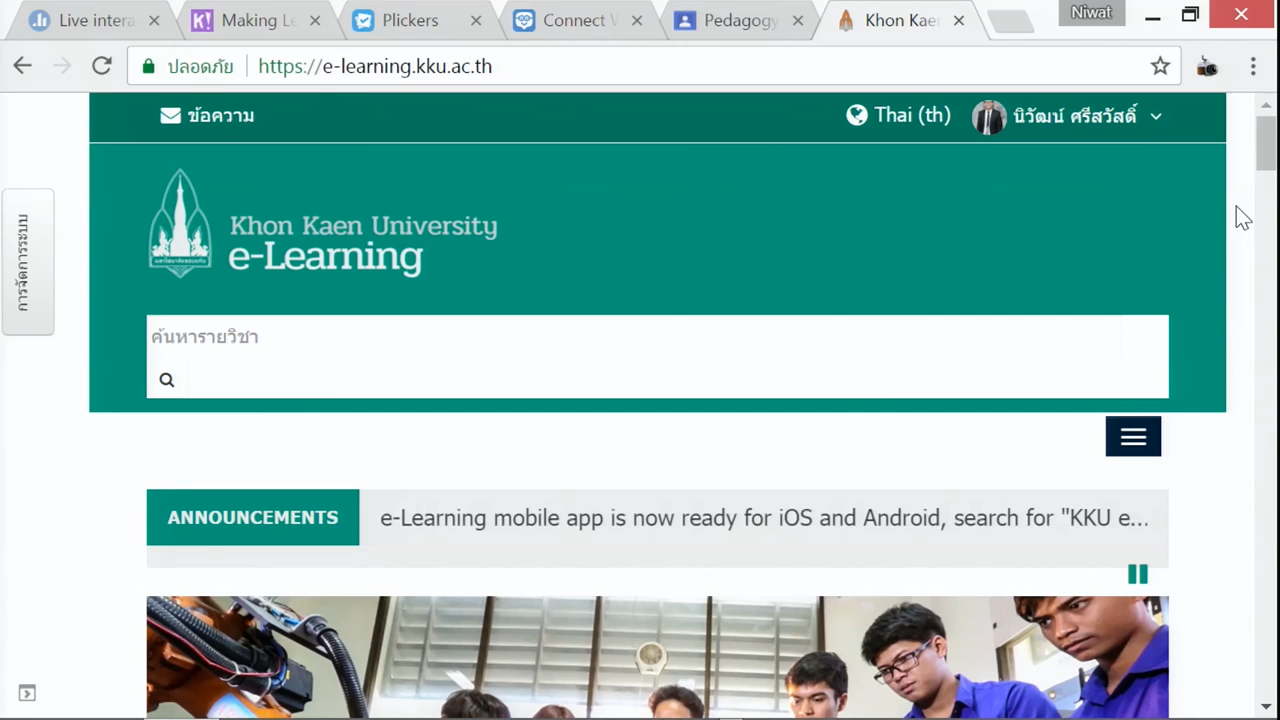 Live intera
Making Le
Plickers
Connect W
Pedagogy
Khon Kae
Niwat
ปลอดภัย
https://e-learning.kku.ac.th
ข้อความ
Thai (th)
นิวัฒน์ ศรีสวัสดิ์
Khon Kaen University
e-Learning
การจัดการระบบ
ค้นหารายวิชา
ANNOUNCEMENTS
e-Learning mobile app is now ready for iOS and Android, search for "KKU e...